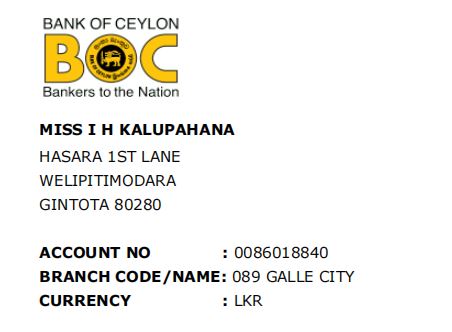 BANK OF CEYLON
BOC
Bankers to the Nation
MISS I H KALUPAHANA
HASARA 1ST LANE
WELIPITIMODARA
GINTOTA 80280
ACCOUNT NO : 0086018840
BRANCH CODE/NAME: 089 GALLE CITY
CURRENCY : LKR